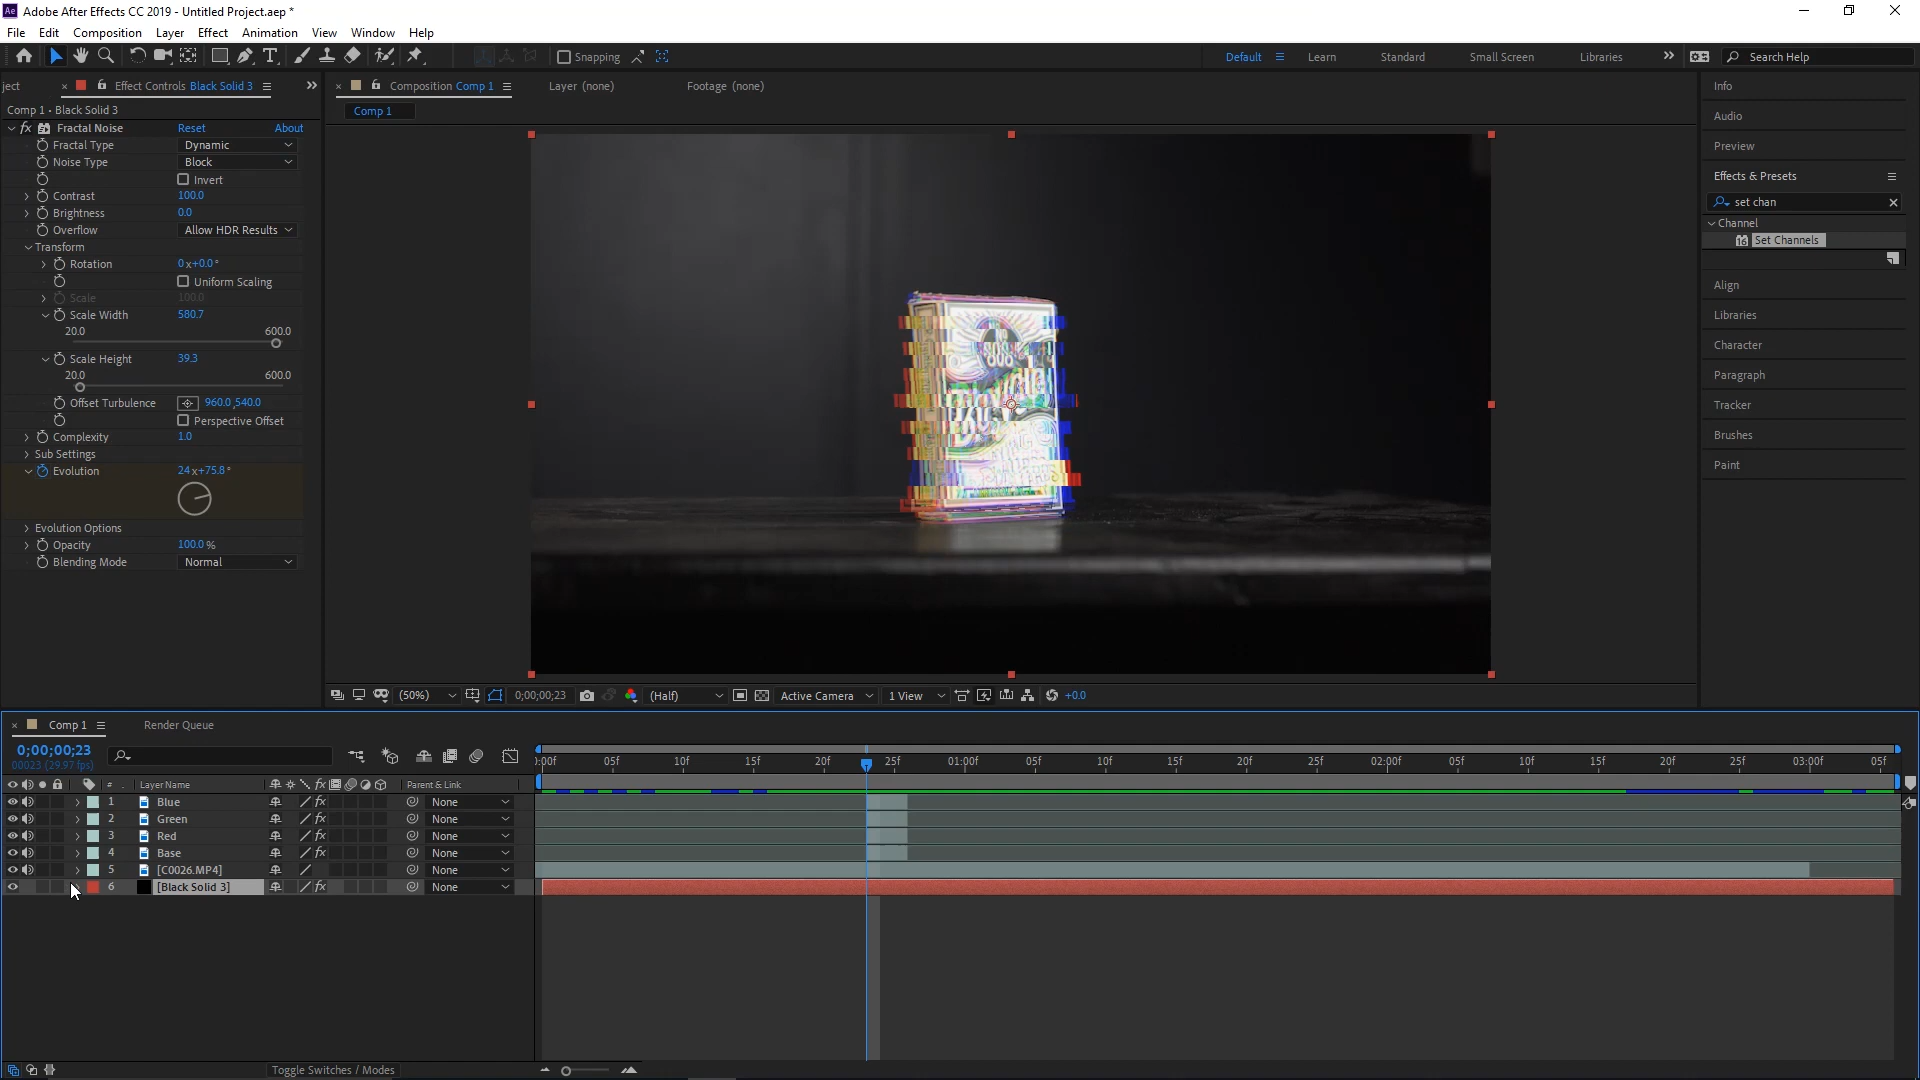 Adobe After Effects CC 2019 - Untitled Project.aep *
File Edit Composition Layer Effect Animation View Window Help
Snapping
Default Learn Standard Small Screen Libraries Search Help
ject Effect Controls Black Solid 3
Composition Comp 1 Layer (none) Footage (none)
Comp 1 • Black Solid 3
Comp 1
fx Fractal Noise Reset About
Fractal Type Dynamic
Noise Type Block
Invert
Contrast 100.0
Brightness 0.0
Overflow Allow HDR Results
Transform
Rotation 0x+0.0°
Uniform Scaling
Scale 100.0
Scale Width 580.7
20.0 600.0
Scale Height 39.3
20.0 600.0
Offset Turbulence 960.0,540.0
Perspective Offset
Complexity 1.0
Sub Settings
Evolution 24x+75.8°
Evolution Options
Opacity 100.0 %
Blending Mode Normal
808
Info
Audio
Preview
Effects & Presets
set chan
Channel
16 Set Channels
Align
Libraries
Character
Paragraph
Tracker
Brushes
Paint
(50%) 0;00;00;23 (Half) Active Camera 1 View +0.0
Comp 1 Render Queue
0;00;00;23
00023 (29.97 fps)
# . Layer Name fx Parent & Link
1 Blue fx None
2 Green fx None
3 Red fx None
4 Base fx None
5 [C0026.MP4] None
6 [Black Solid 3] fx None
):00f 05f 10f 15f 20f 25f 01:00f 05f 10f 15f 20f 25f 02:00f 05f 10f 15f 20f 25f 03:00f 05f
Toggle Switches / Modes